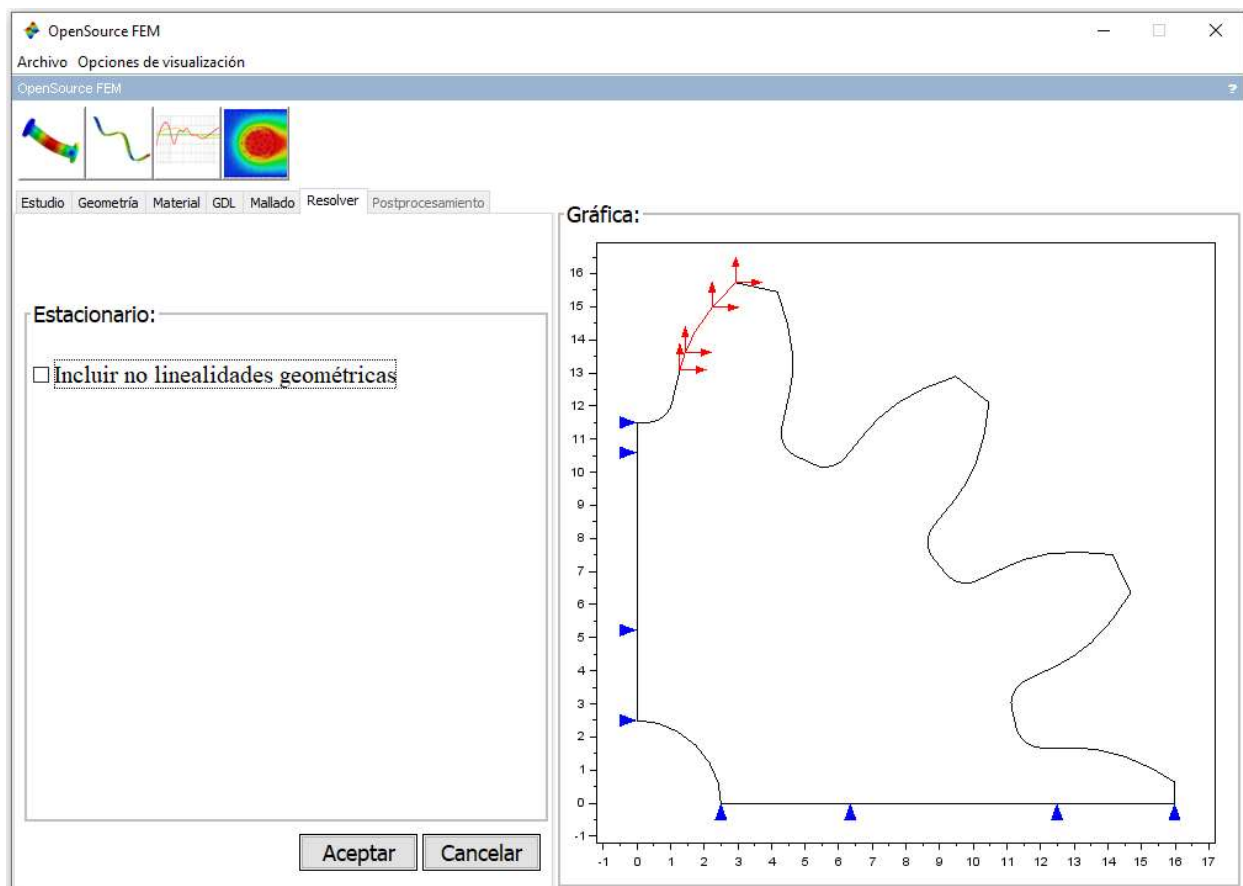 OpenSource FEM
Archivo Opciones de visualización
OpenSource FEM ?
Estudio Geometría Material GDL Mallado Resolver Postprocesamiento
Estacionario:
Incluir no linealidades geométricas
Aceptar Cancelar
Gráfica:
16
15
14
13
12
11
10
9
8
7
6
5
4
3
2
1
0
-1
-1 0 1 2 3 4 5 6 7 8 9 10 11 12 13 14 15 16 17